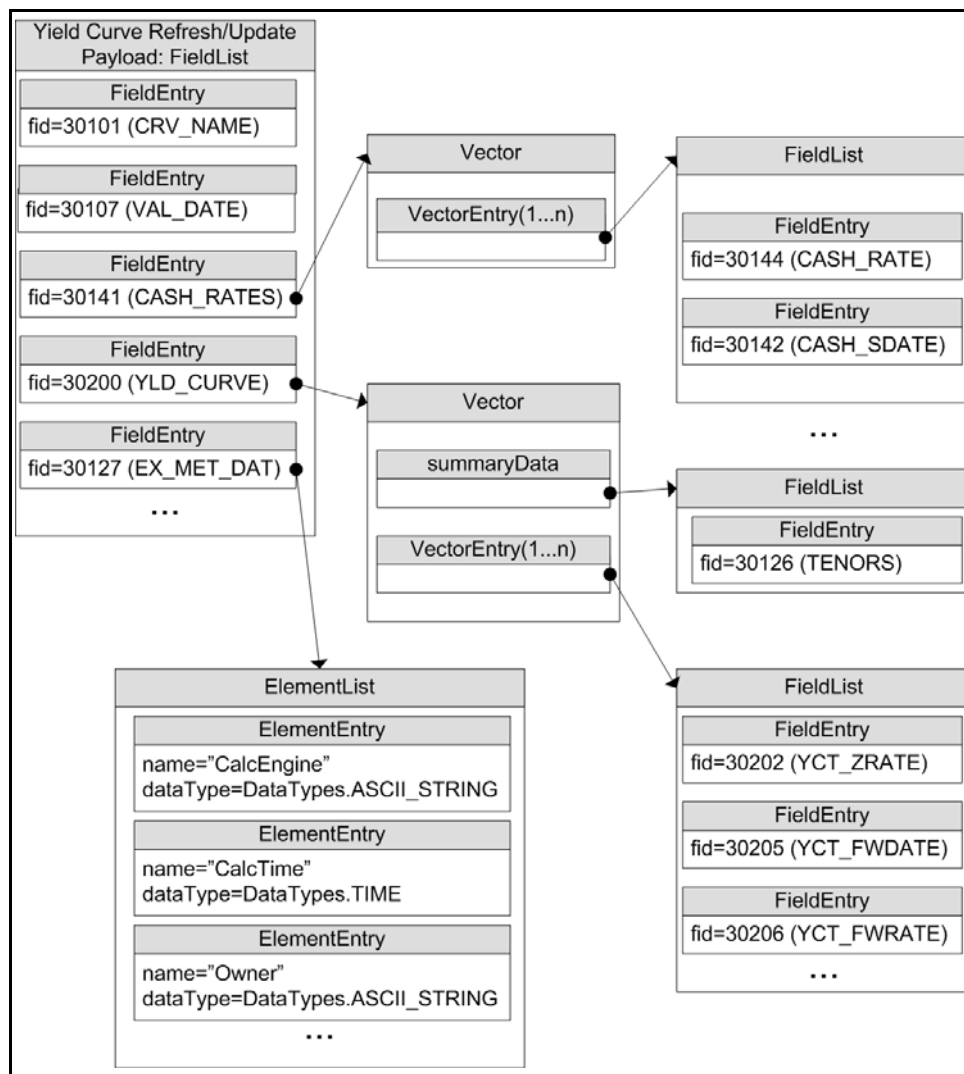 Yield Curve Refresh/Update
Payload: FieldList
FieldEntry
fid=30101 (CRV_NAME)
FieldEntry
fid=30107 (VAL_DATE)
FieldEntry
fid=30141 (CASH_RATES)
FieldEntry
fid=30200 (YLD_CURVE)
FieldEntry
fid=30127 (EX_MET_DAT)
...
Vector
VectorEntry(1...n)
FieldList
FieldEntry
fid=30144 (CASH_RATE)
FieldEntry
fid=30142 (CASH_SDATE)
...
Vector
summaryData
VectorEntry(1...n)
FieldList
FieldEntry
fid=30126 (TENORS)
FieldList
FieldEntry
fid=30202 (YCT_ZRATE)
FieldEntry
fid=30205 (YCT_FWDATE)
FieldEntry
fid=30206 (YCT_FWRATE)
...
ElementList
ElementEntry
name=”CalcEngine”
dataType=DataTypes.ASCII_STRING
ElementEntry
name=”CalcTime”
dataType=DataTypes.TIME
ElementEntry
name=”Owner”
dataType=DataTypes.ASCII_STRING
...